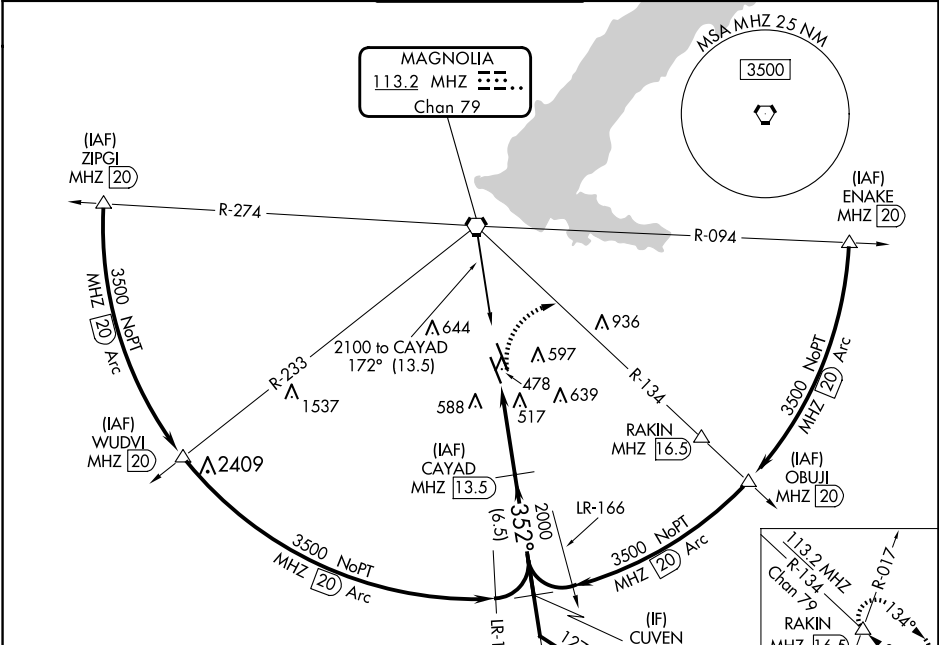 MAGNOLIA
113.2 MHZ
Chan 79
MSA MHZ 25 NM
3500
(IAF)
ZIPGI
MHZ 20
(IAF)
ENAKE
MHZ 20
R-274
R-094
3500 NoPT
MHZ 20 Arc
3500 NoPT
MHZ 20 Arc
644
936
2100 to CAYAD
172° (13.5)
597
R-233
R-134
478
1537
588
639
517
(IAF)
WUDVI
MHZ 20
2409
RAKIN
MHZ 16.5
(IAF)
CAYAD
MHZ 13.5
(IAF)
OBUJI
MHZ 20
352°
(6.5)
2000
LR-166
3500 NoPT
MHZ 20 Arc
3500 NoPT
MHZ 20 Arc
(IF)
CUVEN
113.2 MHZ
R-134
Chan 79
R-017
134°
RAKIN
MHZ 16.5